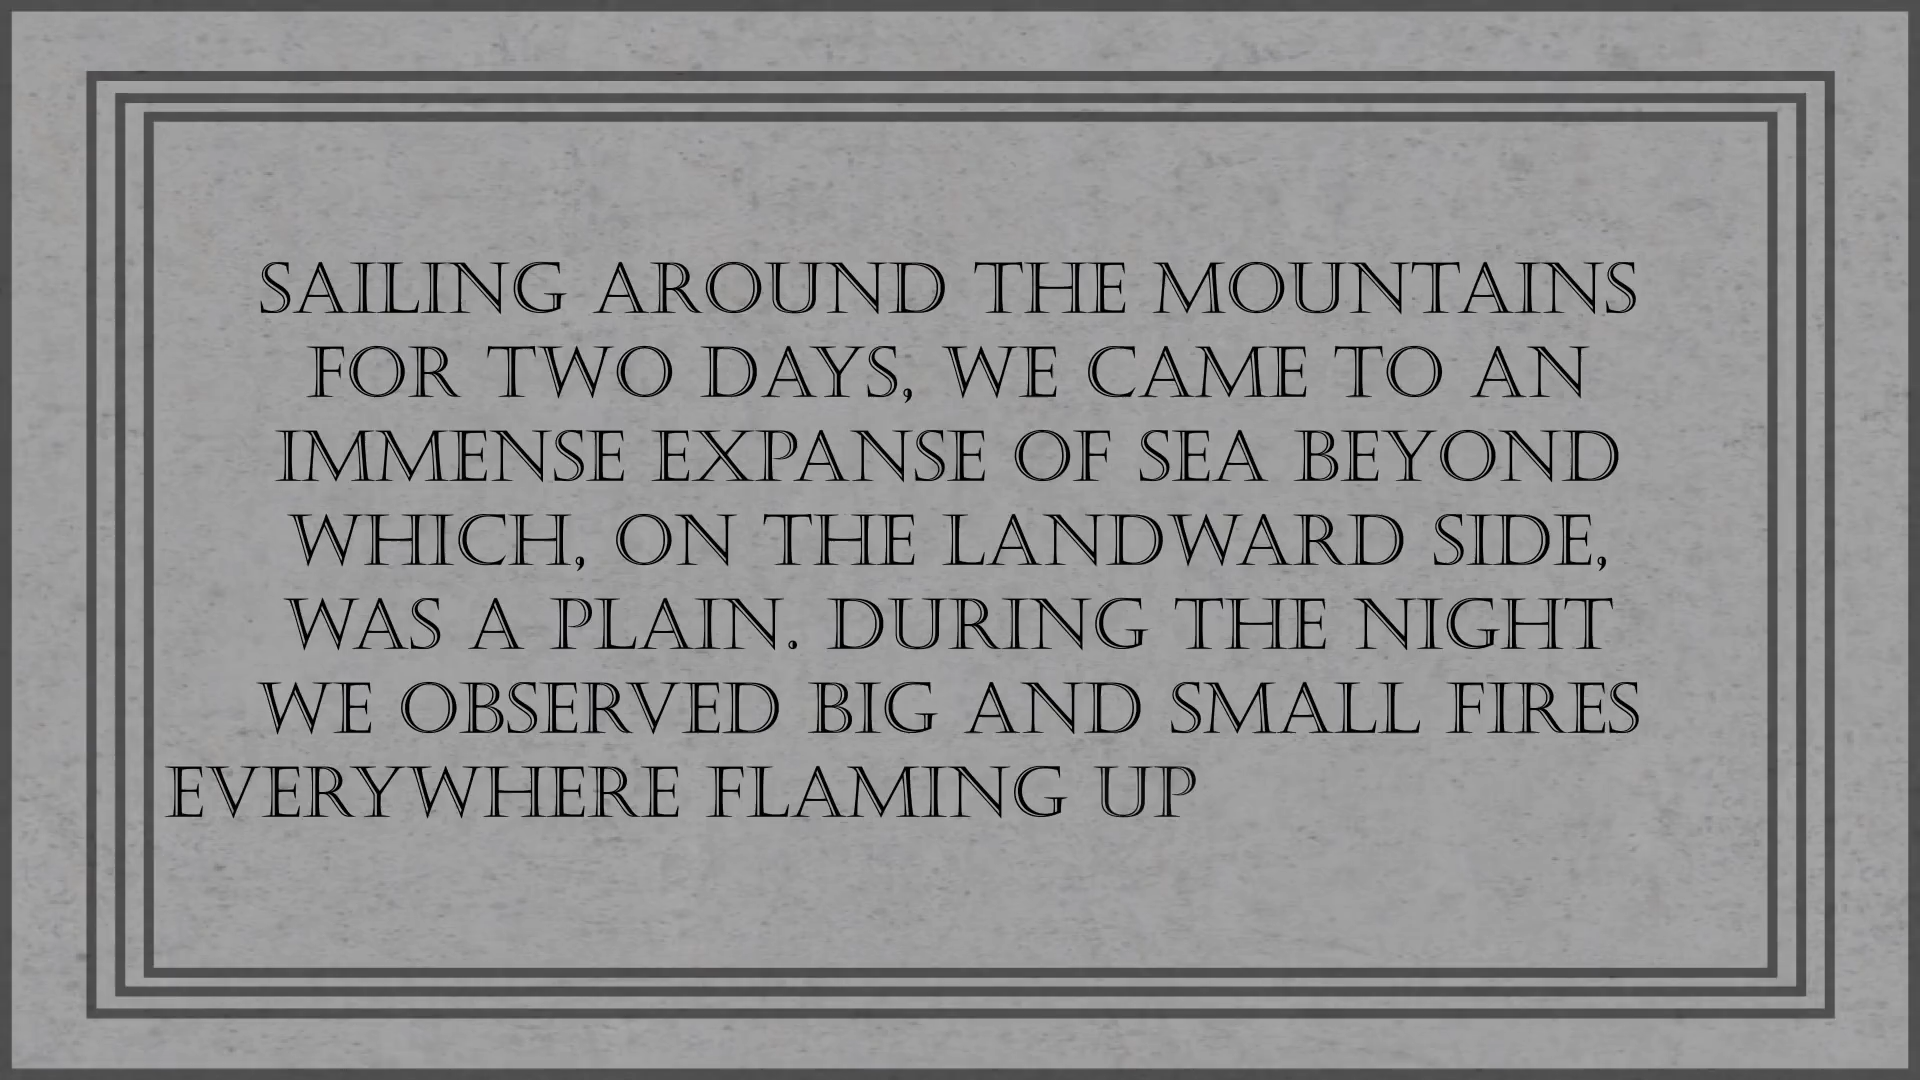 SAILING AROUND THE MOUNTAINS
FOR TWO DAYS, WE CAME TO AN
IMMENSE EXPANSE OF SEA BEYOND
WHICH, ON THE LANDWARD SIDE,
WAS A PLAIN. DURING THE NIGHT
WE OBSERVED BIG AND SMALL FIRES
EVERYWHERE FLAMING UP